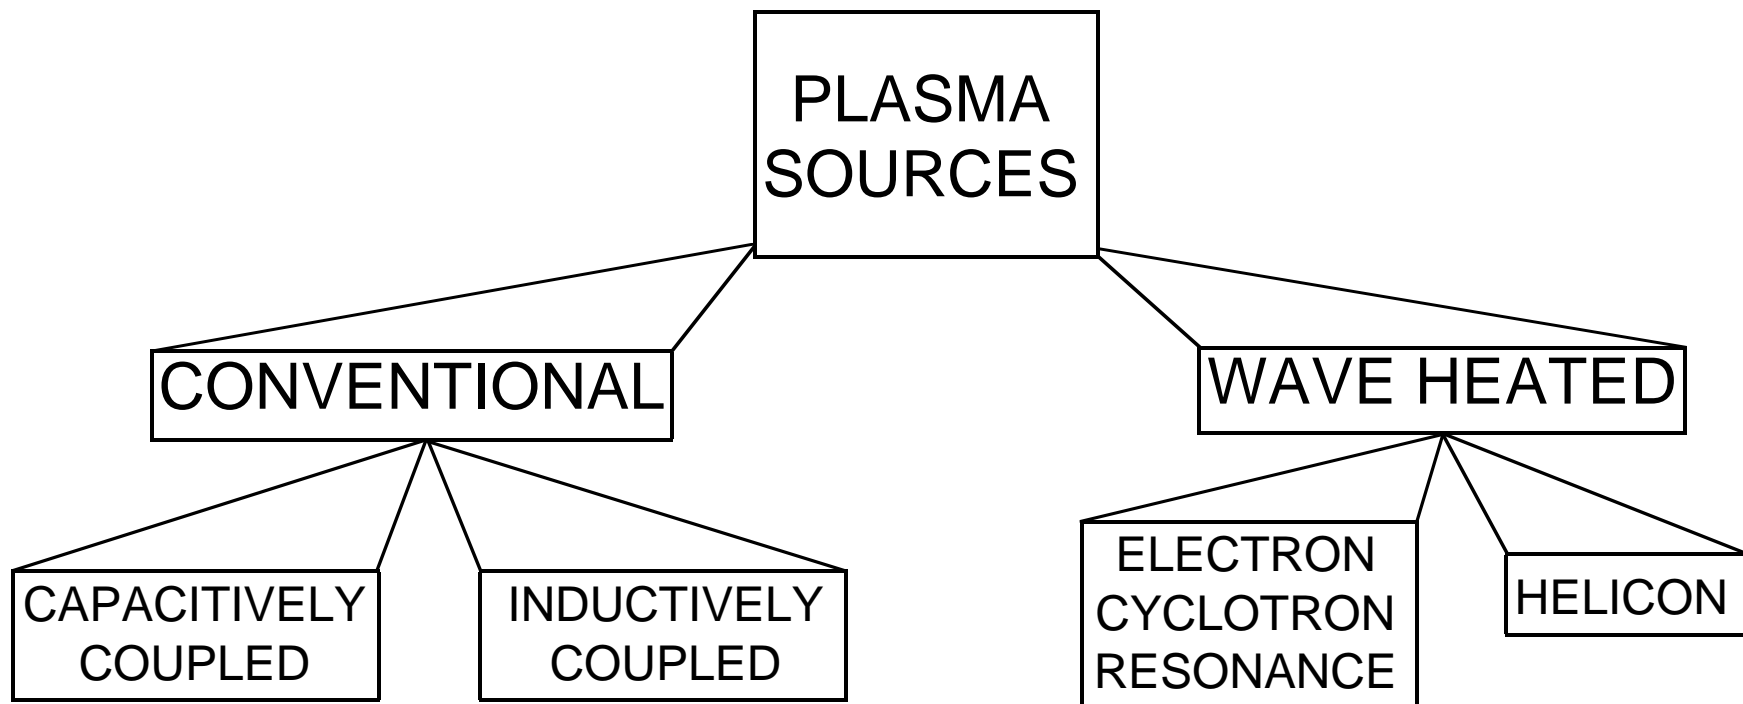 PLASMA
SOURCES
CONVENTIONAL
WAVE HEATED
CAPACITIVELY
COUPLED
INDUCTIVELY
COUPLED
ELECTRON
CYCLOTRON
RESONANCE
HELICON